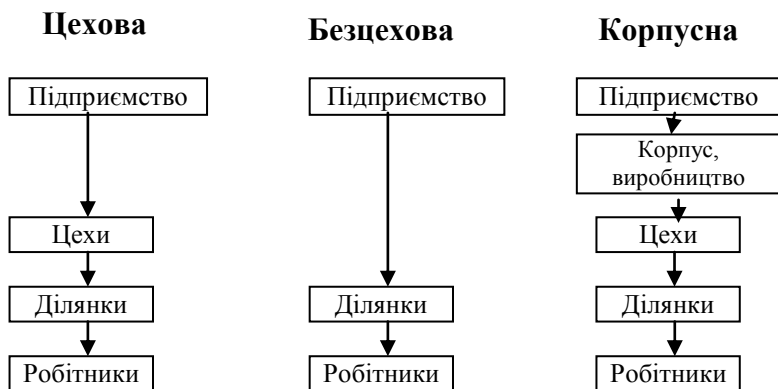 Цехова
Безцехова
Корпусна
Підприємство
Підприємство
Підприємство
Корпус,
виробництво
Цехи
Цехи
Ділянки
Ділянки
Ділянки
Робітники
Робітники
Робітники